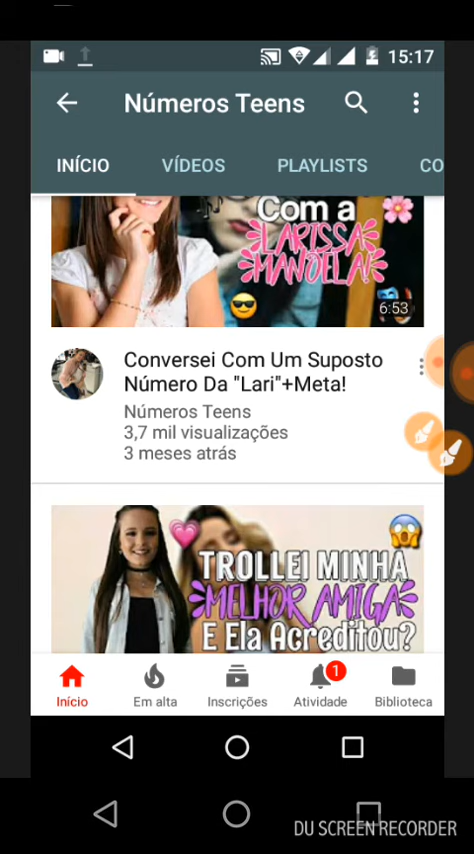 15:17
Números Teens
INÍCIO VÍDEOS PLAYLISTS CO
Com a
LARISSA
MANOELA!
6:53
Conversei Com Um Suposto
Número Da "Lari"+Meta!
Números Teens
3,7 mil visualizações
3 meses atrás
TROLLEI MINHA
MELHOR AMIGA
E Ela Acreditou?
1
Início Em alta Inscrições Atividade Biblioteca
DU SCREEN RECORDER